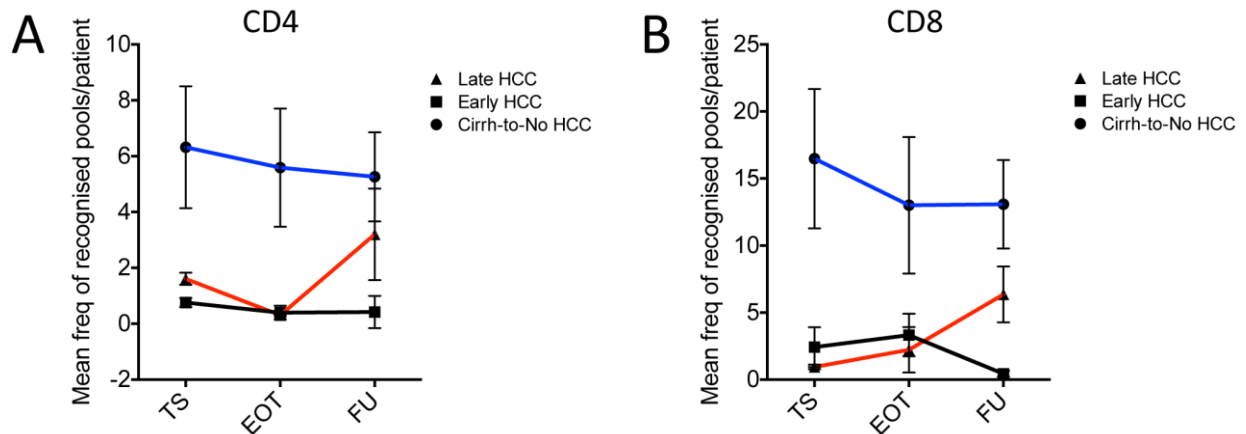 A
CD4
Mean freq of recognised pools/patient
10
8
6
4
2
0
-2
TS
EOT
FU
Late HCC
Early HCC
Cirrh-to-No HCC
B
CD8
Mean freq of recognised pools/patient
25
20
15
10
5
0
TS
EOT
FU
Late HCC
Early HCC
Cirrh-to-No HCC